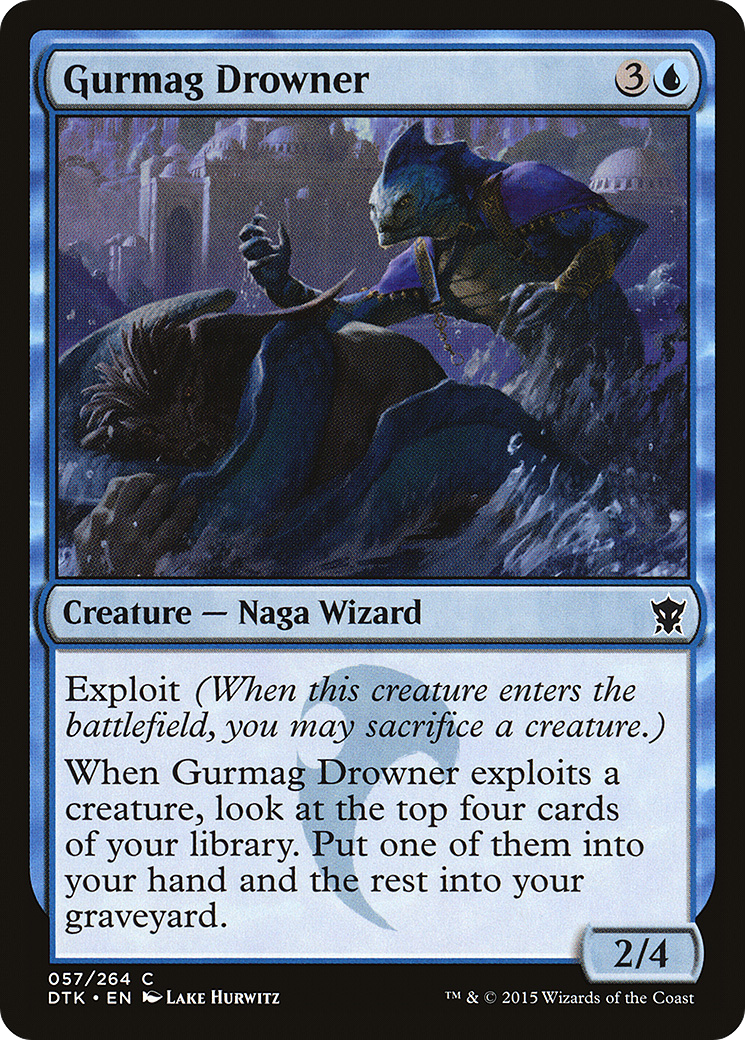 Gurmag Drowner 3
Creature — Naga Wizard
Exploit (When this creature enters the
battlefield, you may sacrifice a creature.)
When Gurmag Drowner exploits a
creature, look at the top four cards
of your library. Put one of them into
your hand and the rest into your
graveyard.
2/4
057/264 C
DTK • EN Lake Hurwitz
™ & © 2015 Wizards of the Coast